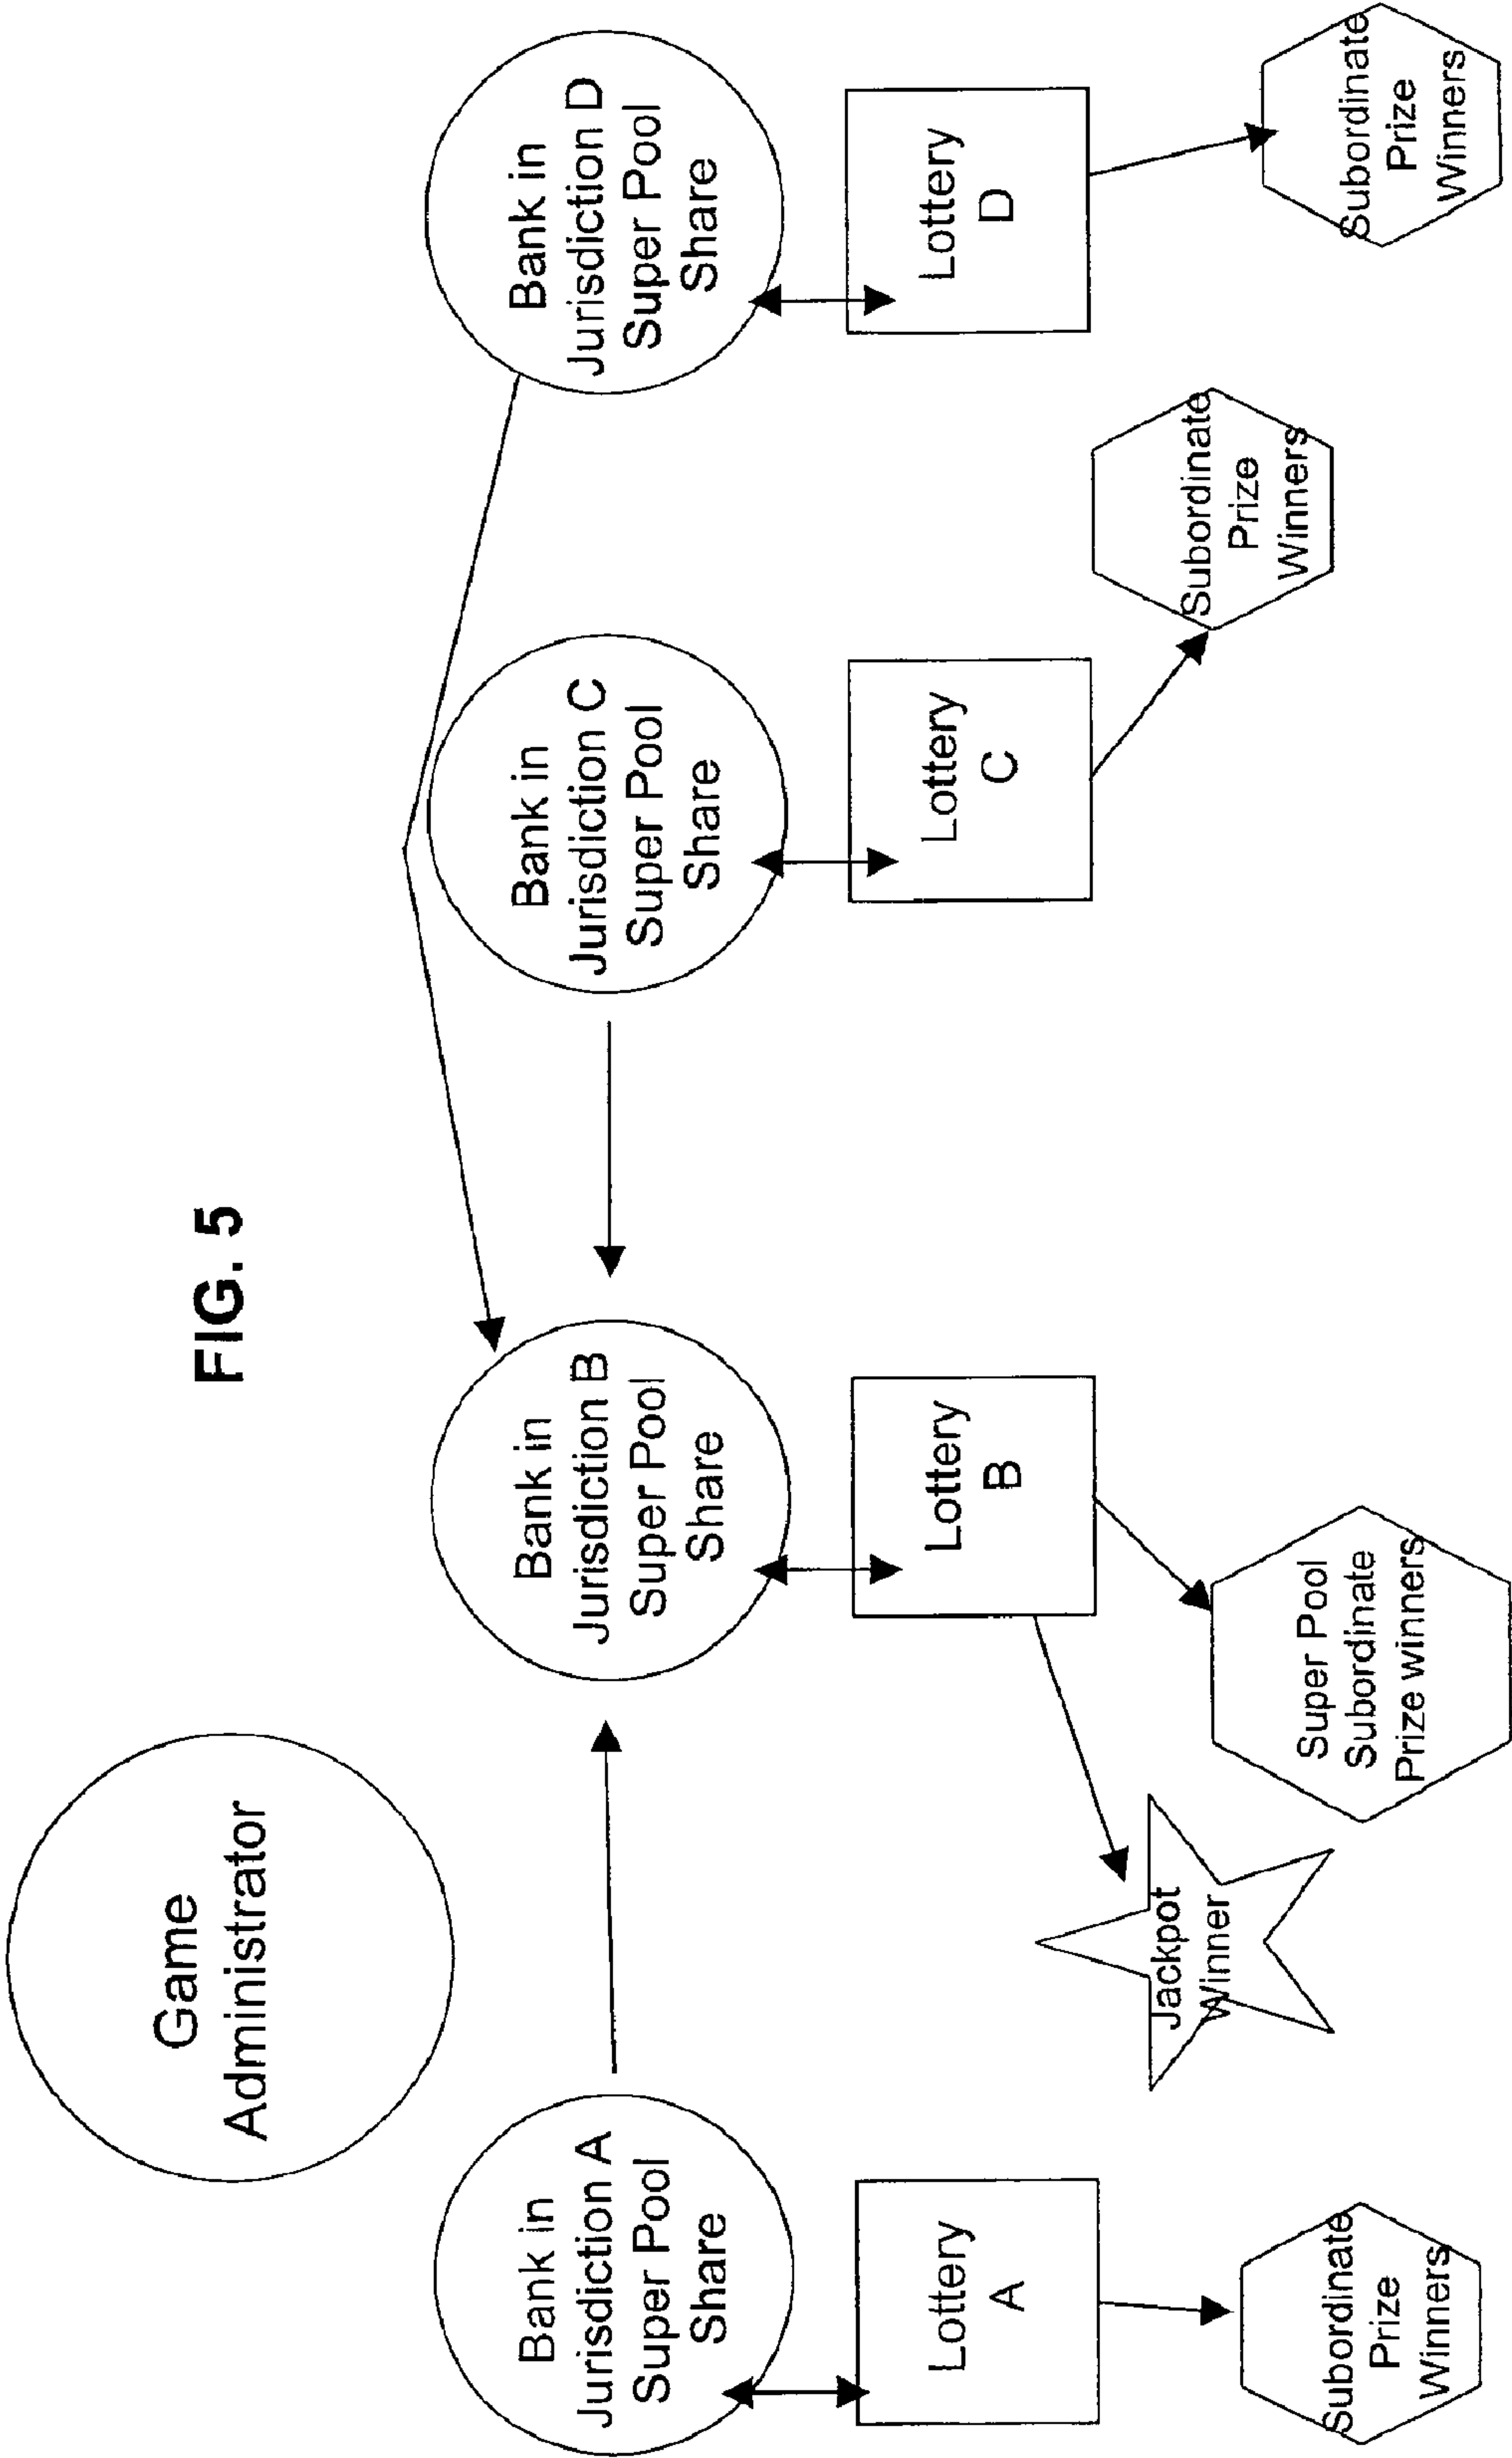 FIG. 5
Game
Administrator
Bank in
Jurisdiction A
Super Pool
Share
Bank in
Jurisdiction B
Super Pool
Share
Bank in
Jurisdiction C
Super Pool
Share
Bank in
Jurisdiction D
Super Pool
Share
Lottery
A
Lottery
B
Lottery
C
Lottery
D
Subordinate
Prize
Winners
Jackpot
Winner
Super Pool
Subordinate
Prize winners
Subordinate
Prize
Winners
Subordinate
Prize
Winners